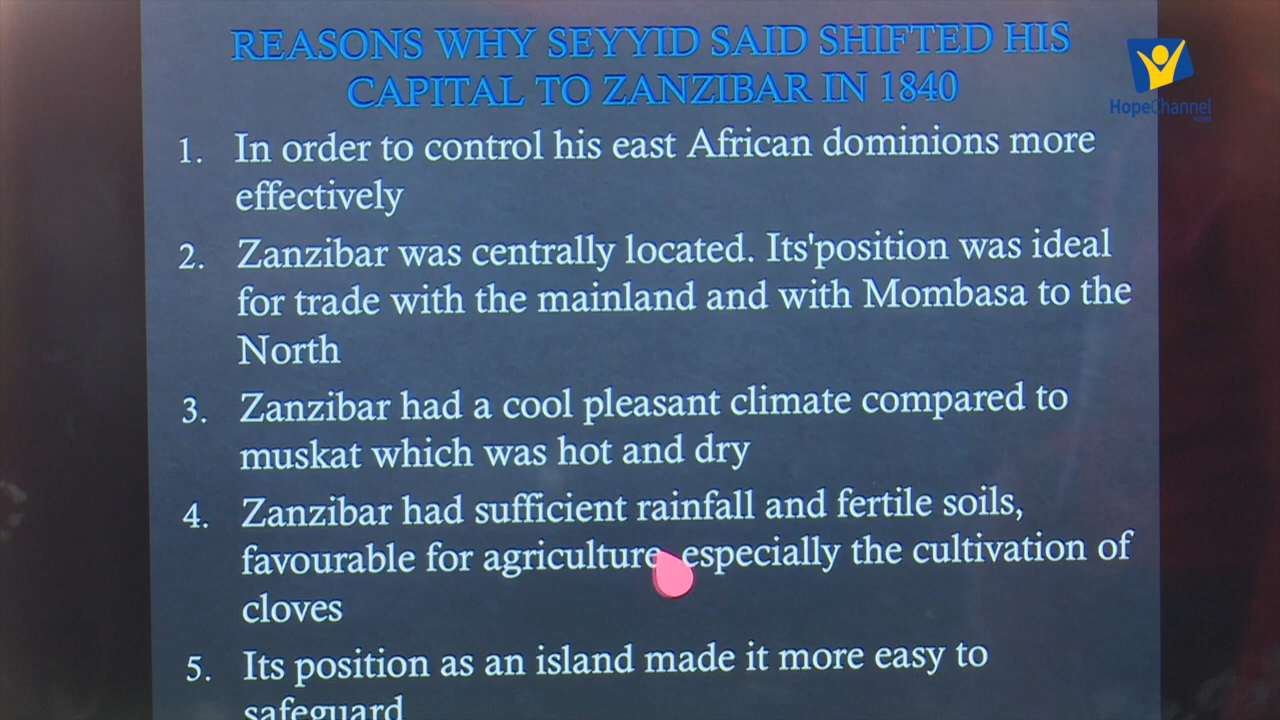 REASONS WHY SEYYID SAID SHIFTED HIS
CAPITAL TO ZANZIBAR IN 1840
HopeChannel
1. In order to control his east African dominions more
effectively
2. Zanzibar was centrally located. Its'position was ideal
for trade with the mainland and with Mombasa to the
North
3. Zanzibar had a cool pleasant climate compared to
muskat which was hot and dry
4. Zanzibar had sufficient rainfall and fertile soils,
favourable for agriculture especially the cultivation of
cloves
5. Its position as an island made it more easy to
safeguard